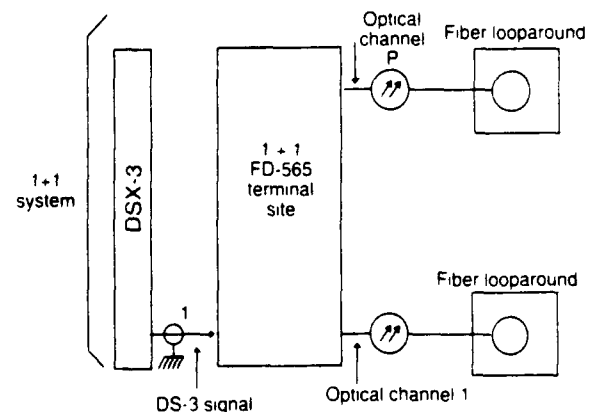 Optical
channel
P
Fiber looparound
1+1
system
DSX-3
1 + 1
FD-565
terminal
site
Fiber looparound
1
DS-3 signal
Optical channel 1